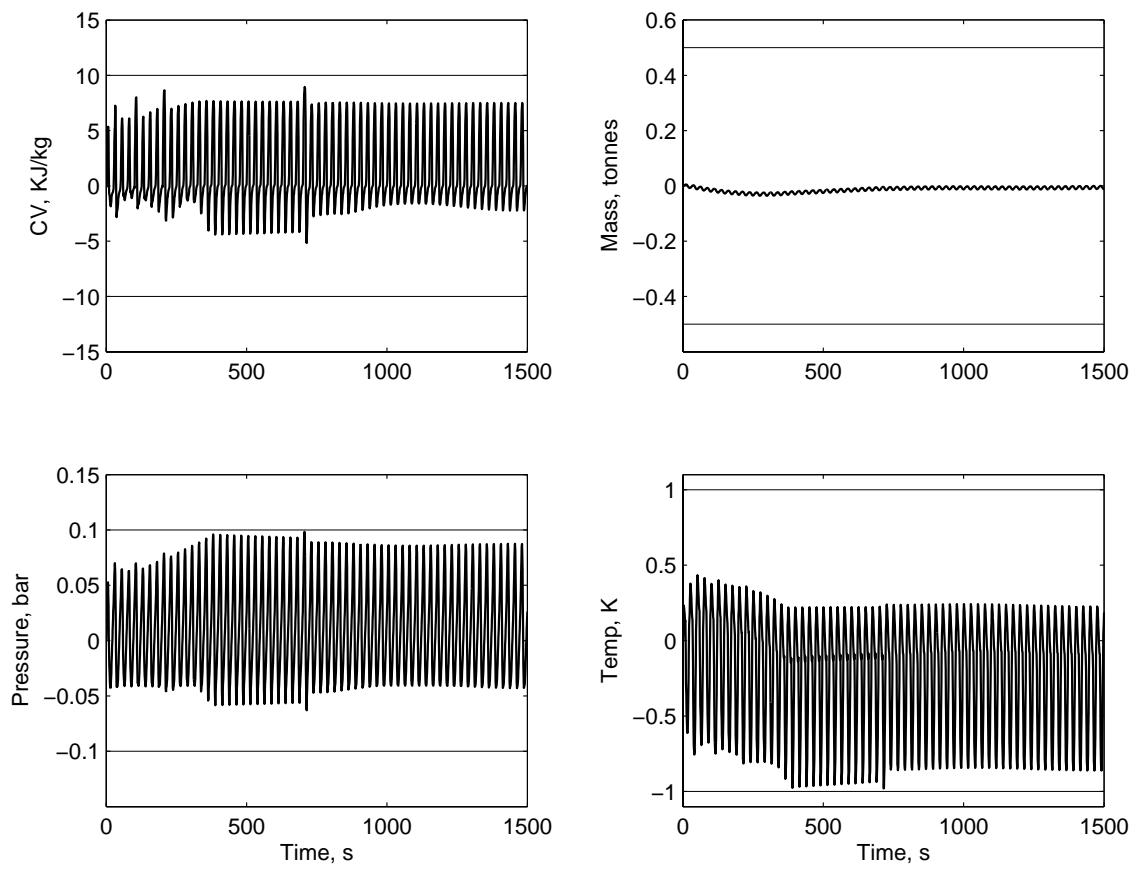 15
10
5
0
−5
−10
−15
CV, KJ/kg
0 500 1000 1500
0.6
0.4
0.2
0
−0.2
−0.4
Mass, tonnes
0 500 1000 1500
0.15
0.1
0.05
0
−0.05
−0.1
Pressure, bar
0 500 1000 1500
Time, s
1
0.5
0
−0.5
−1
Temp, K
0 500 1000 1500
Time, s